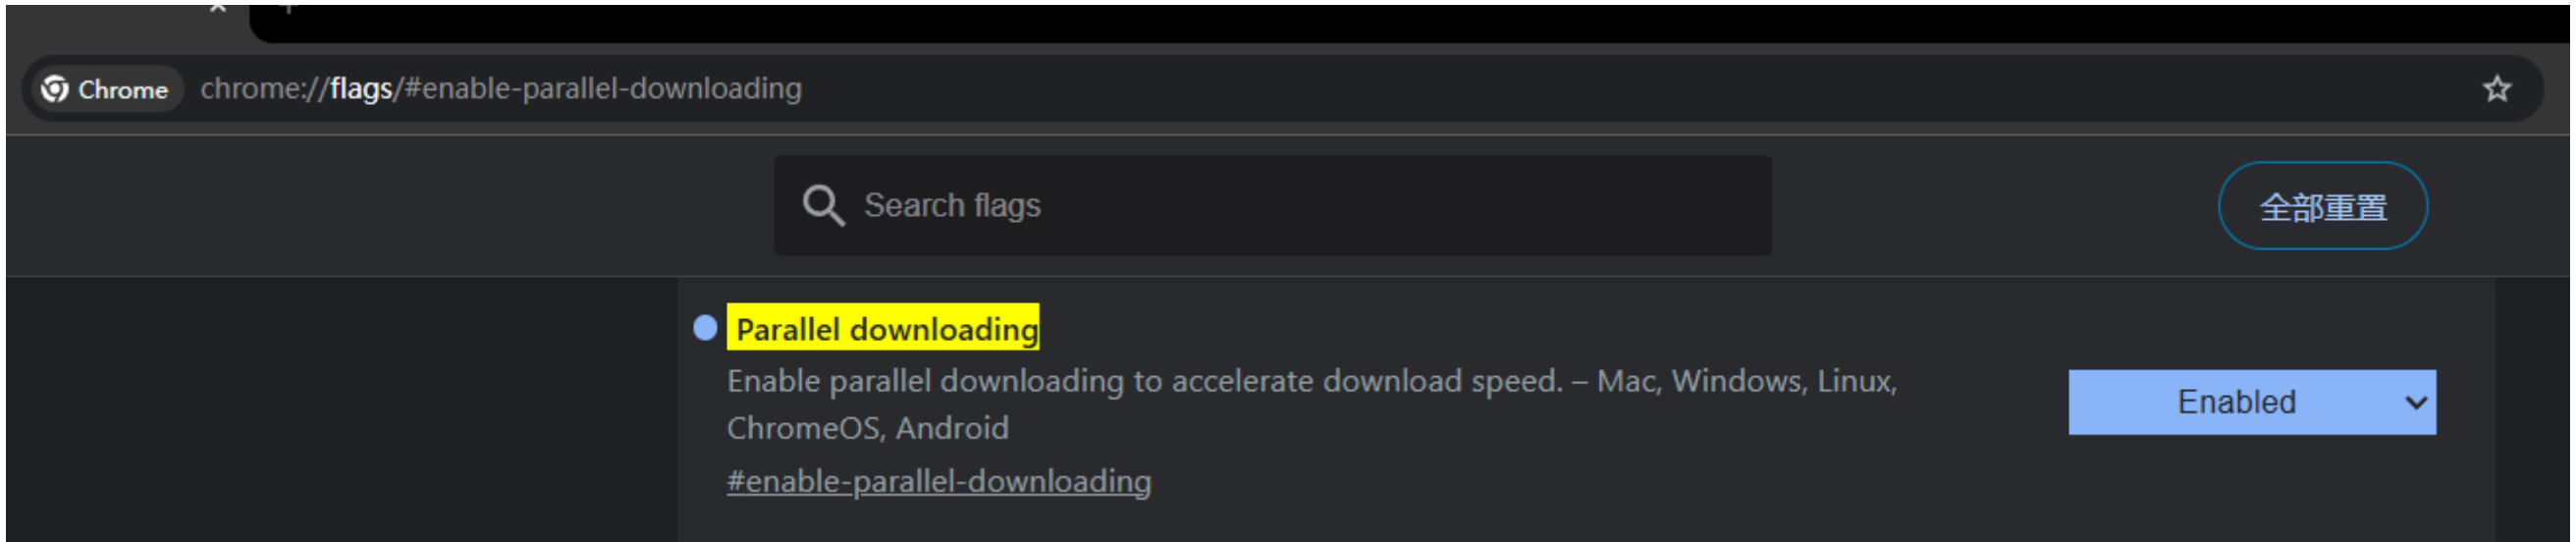 Chrome chrome://flags/#enable-parallel-downloading
Search flags
全部重置
Parallel downloading
Enable parallel downloading to accelerate download speed. – Mac, Windows, Linux,
ChromeOS, Android
Enabled
#enable-parallel-downloading